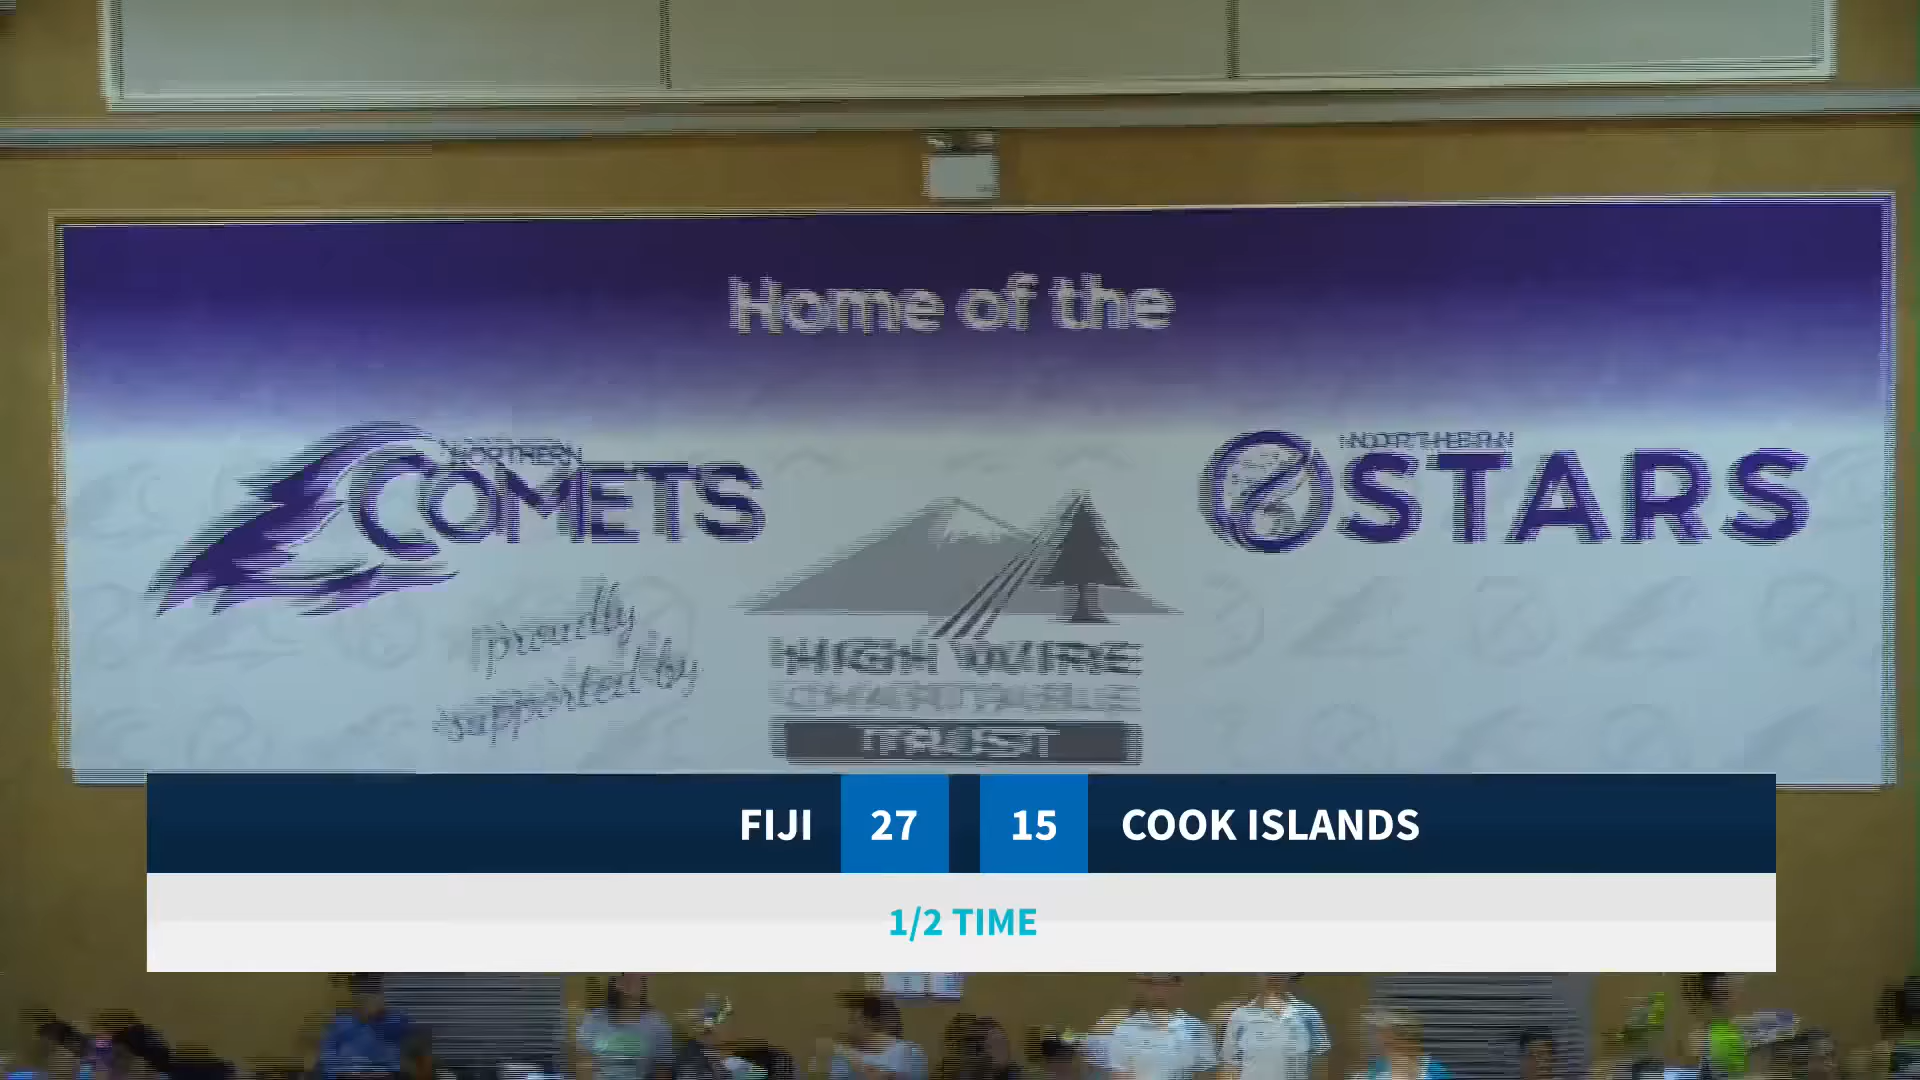 Home of the
NORTHERN
COMETS
NORTHERN
STARS
proudly
supported by
HIGH WIRE
CHARITABLE
TRUST
FIJI 27 15 COOK ISLANDS
1/2 TIME